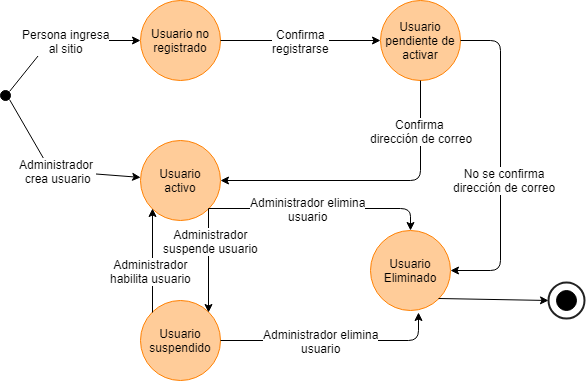 Persona ingresa
al sitio
Usuario no
registrado
Confirma
registrarse
Usuario
pendiente de
activar
Confirma
dirección de correo
No se confirma
dirección de correo
Administrador
crea usuario
Usuario
activo
Administrador elimina
usuario
Administrador
suspende usuario
Administrador
habilita usuario
Usuario
Eliminado
Usuario
suspendido
Administrador elimina
usuario